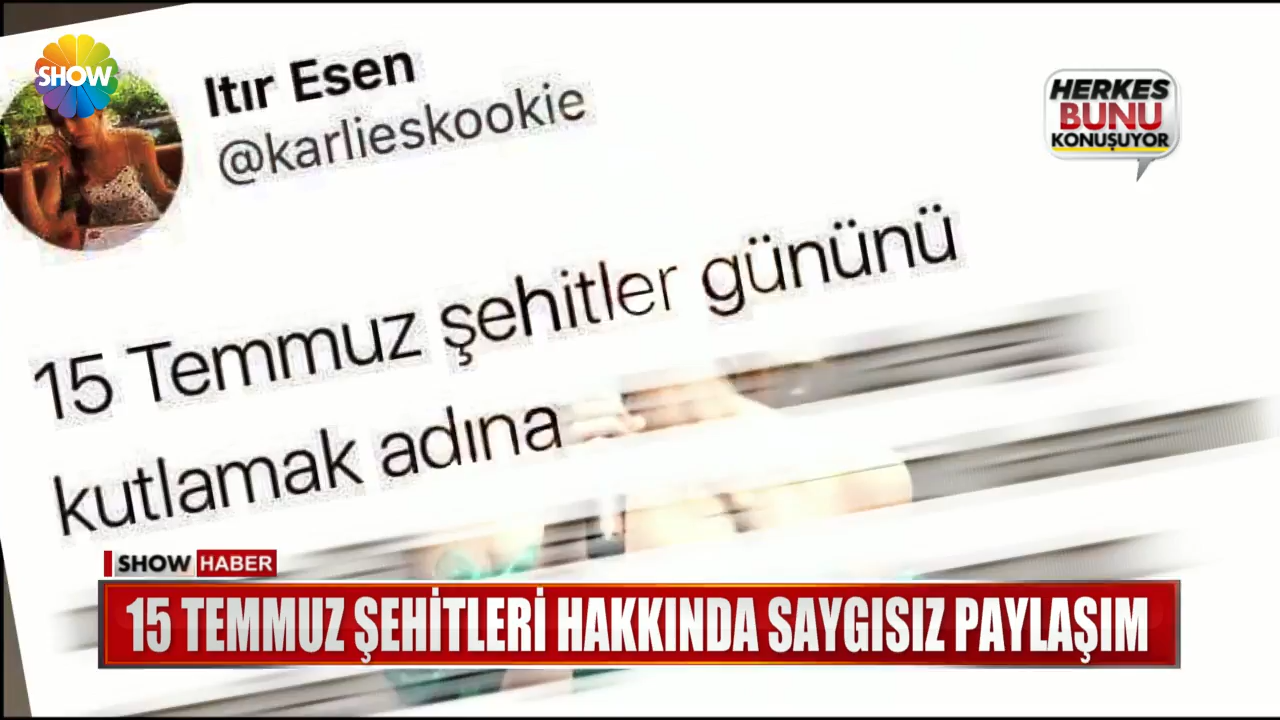 SHOW
Itır Esen
@karlieskookie
HERKES
BUNU
KONUŞUYOR
15 Temmuz şehitler gününü
kutlamak adına
SHOW HABER
15 TEMMUZ ŞEHİTLERİ HAKKINDA SAYGISIZ PAYLAŞIM